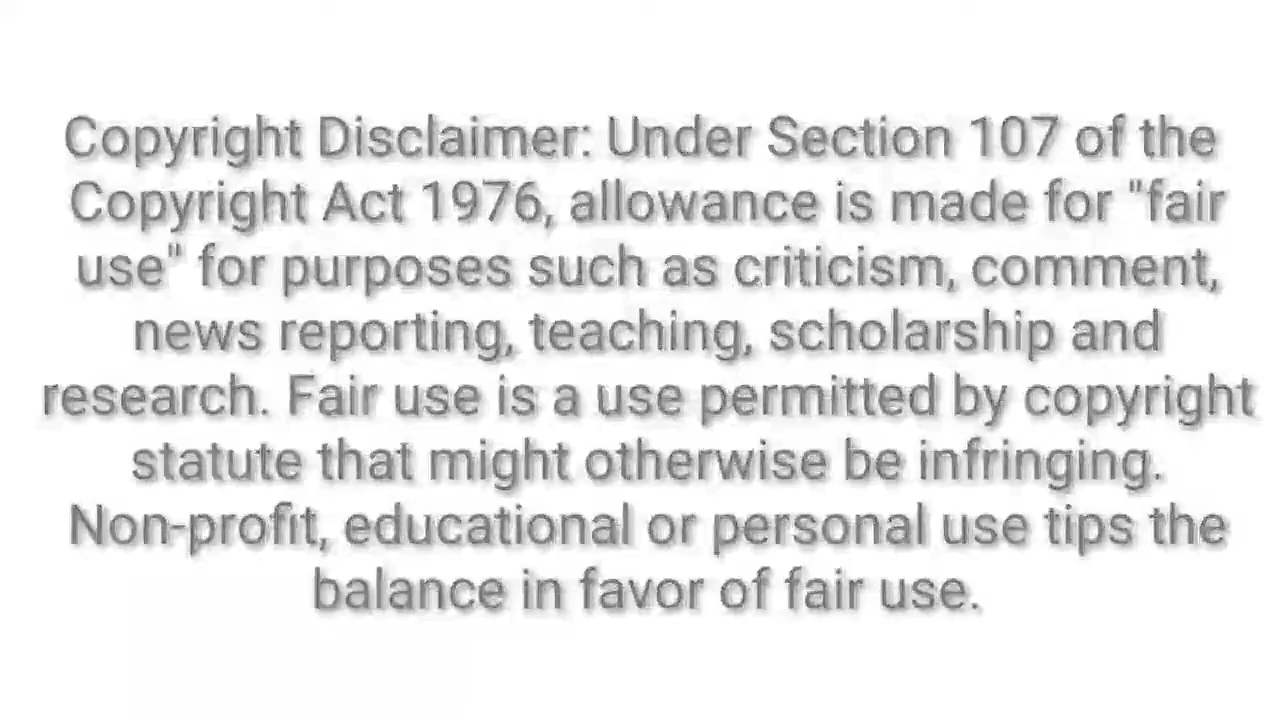 Copyright Disclaimer: Under Section 107 of the
Copyright Act 1976, allowance is made for "fair
use" for purposes such as criticism, comment,
news reporting, teaching, scholarship and
research. Fair use is a use permitted by copyright
statute that might otherwise be infringing.
Non-profit, educational or personal use tips the
balance in favor of fair use.